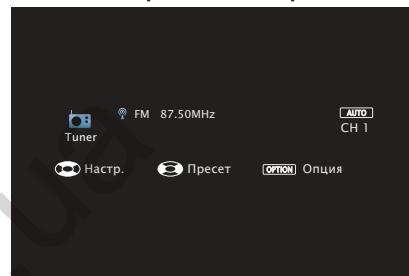 FM 87.50MHz
AUTO
CH 1
Tuner
Настр. Пресет OPTION Опция